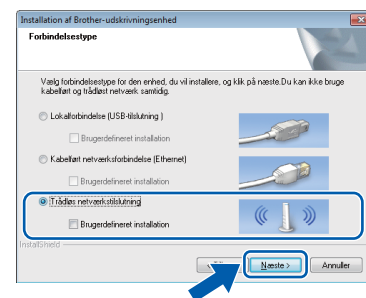 Installation af Brother-udskrivningsenhed
Forbindelsestype
Vælg forbindelsestype for den enhed, du vil installere, og klik på næste.Du kan ikke bruge
kabelført og trådløst netværk samtidig.
Lokalforbindelse (USB-tilslutning )
Brugerdefineret installation
Kabelført netværksforbindelse (Ethernet)
Brugerdefineret installation
Trådløs netværkstilslutning
Brugerdefineret installation
InstallShield
Næste >
Annuller